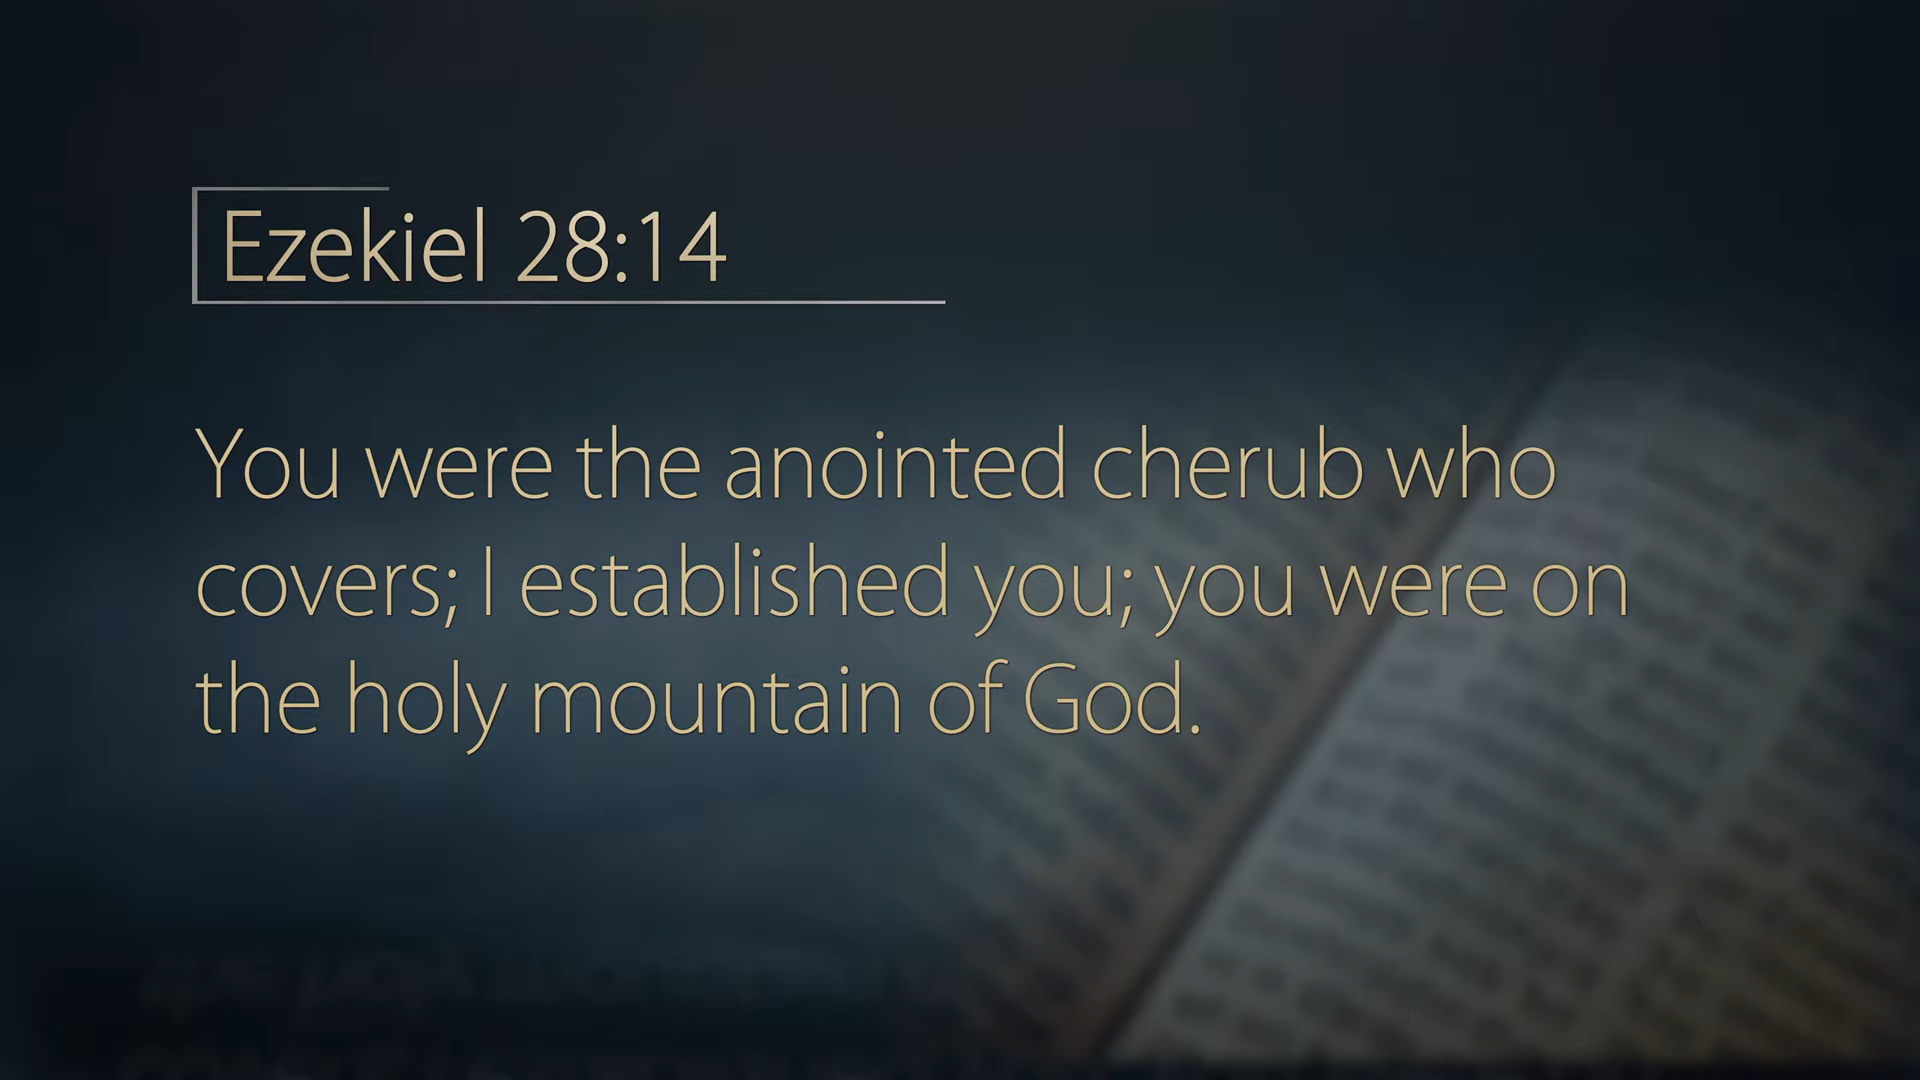 Ezekiel 28:14
You were the anointed cherub who
covers; I established you; you were on
the holy mountain of God.